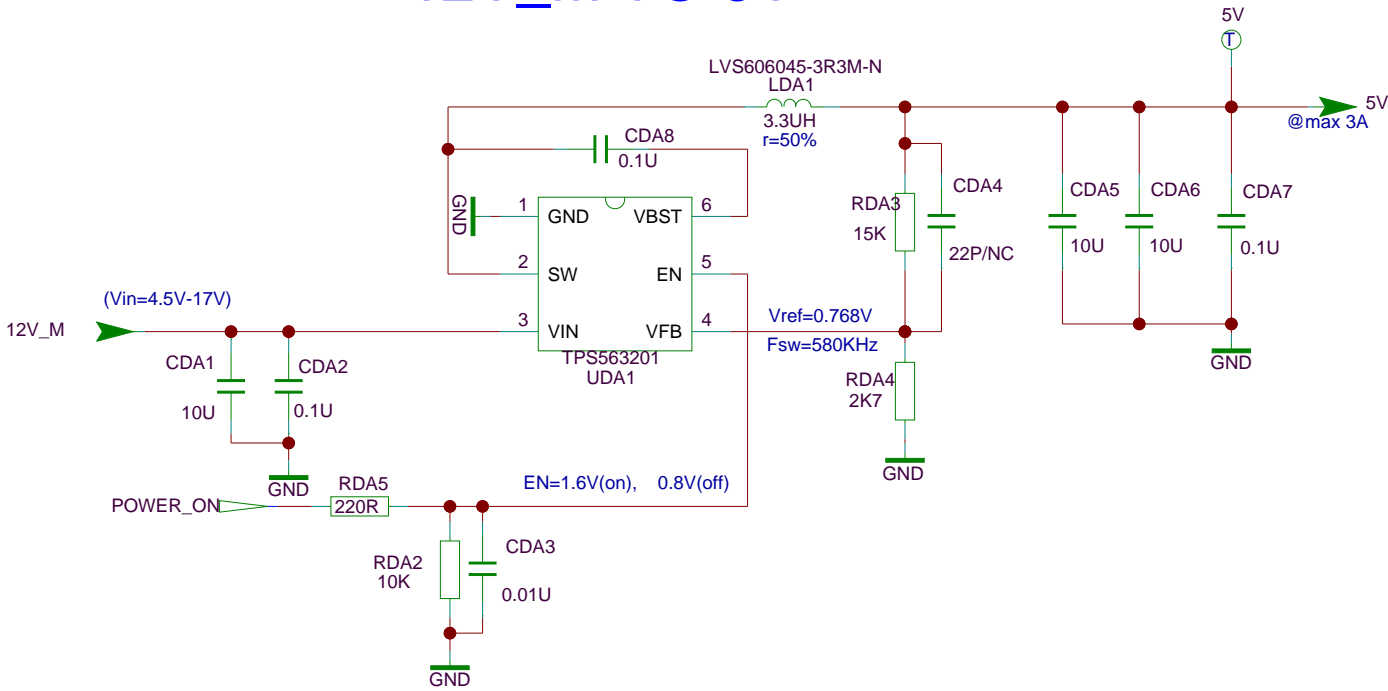 5V
T
LVS606045-3R3M-N
LDA1
3.3UH
r=50%
5V
@max 3A
CDA8
0.1U
GND
1 GND VBST 6
2 SW EN 5
3 VIN VFB 4
TPS563201
UDA1
RDA3
15K
CDA4
22P/NC
CDA5
10U
CDA6
10U
CDA7
0.1U
GND
(Vin=4.5V-17V)
12V_M
Vref=0.768V
Fsw=580KHz
CDA1
10U
CDA2
0.1U
GND
RDA4
2K7
GND
EN=1.6V(on), 0.8V(off)
POWER_ON
RDA5
220R
RDA2
10K
CDA3
0.01U
GND